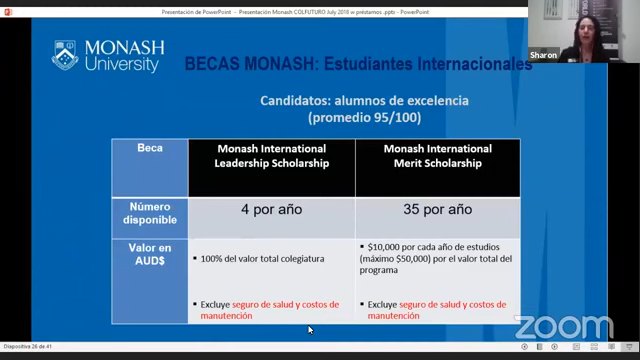 Presentación de PowerPoint - Presentación Monash COLFUTURO July 2018 w préstamos .pptx - PowerPoint
MONASH
University
BECAS MONASH: Estudiantes Internacionales
Sharon
Candidatos: alumnos de excelencia
(promedio 95/100)
Beca
Monash International
Leadership Scholarship
Monash International
Merit Scholarship
Número
disponible
4 por año
35 por año
Valor en
AUD$
▪ 100% del valor total colegiatura
▪ Excluye seguro de salud y costos de
manutención
▪ $10,000 por cada año de estudios
(máximo $50,000) por el valor total del
programa
▪ Excluye seguro de salud y costos de
manutención
zoom
Diapositiva 26 de 41